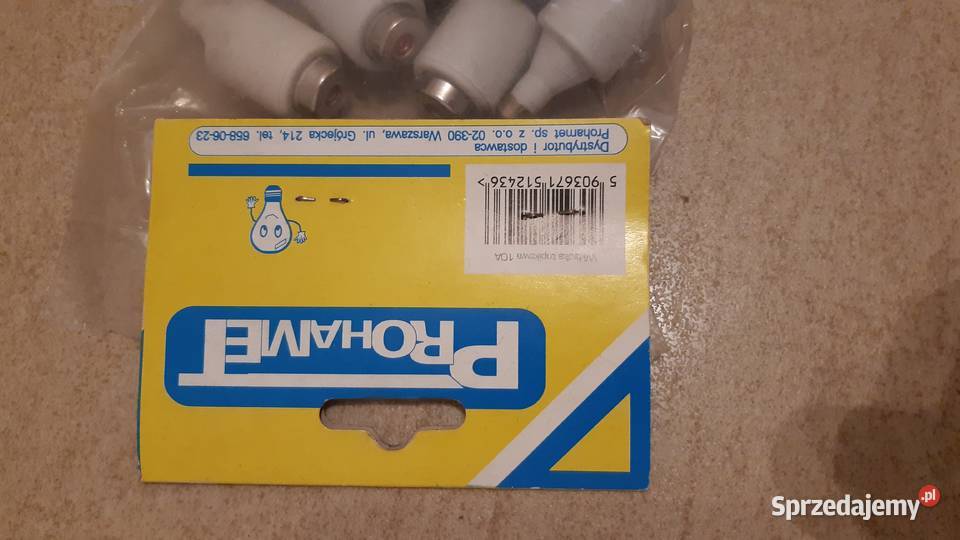 PROHAMET
Wkładka topikowa 10A
5 903671 512436 >
Dystrybutor i dostawca
Prohamet sp. z o.o. 02-390 Warszawa, ul. Grójecka 214, tel. 658-06-23
Sprzedajemy.pl